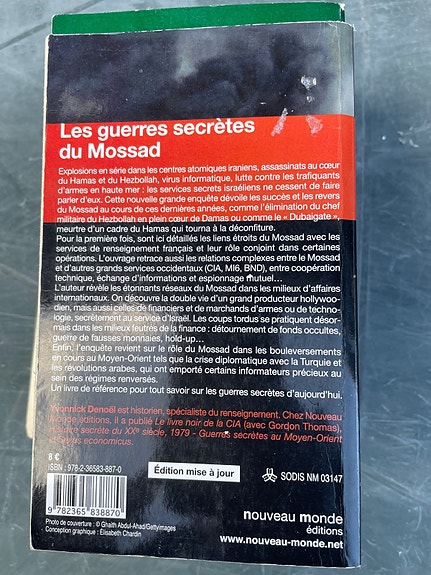 Les guerres secrètes
du Mossad
Explosions en série dans les centres atomiques iraniens, assassinats au cœur
du Hamas et du Hezbollah, virus informatique, lutte contre les trafiquants
d'armes en haute mer : les services secrets israéliens ne cessent de faire
parler d'eux. Cette nouvelle grande enquête dévoile les succès et les revers
du Mossad au cours de ces dernières années, comme l'élimination du chef
militaire du Hezbollah en plein cœur de Damas ou comme le « Dubaigate »,
meurtre d'un cadre du Hamas qui tourna à la déconfiture.
Pour la première fois, sont ici détaillés les liens étroits du Mossad avec les
services de renseignement français et leur rôle conjoint dans certaines
opérations. L'ouvrage retrace aussi les relations complexes entre le Mossad
et d'autres grands services occidentaux (CIA, MI6, BND), entre coopération
technique, échange d'informations et espionnage mutuel...
L'auteur révèle les étonnants réseaux du Mossad dans les milieux d'affaires
internationaux. On découvre la double vie d'un grand producteur hollywoo-
dien, mais aussi celles de financiers et de marchands d'armes ou de techno-
logie, secrètement au service d'Israël. Les coups tordus se pratiquent désor-
mais dans les milieux feutrés de la finance : détournement de fonds occultes,
guerre de fausses monnaies, hold-up...
Enfin, l'enquête revient sur le rôle du Mossad dans les bouleversements
en cours au Moyen-Orient tels que la crise diplomatique avec la Turquie et
les révolutions arabes, qui ont emporté certains informateurs précieux au
sein des régimes renversés.
Un livre de référence pour tout savoir sur les guerres secrètes d'aujourd'hui.
Yvonnick Denoël est historien, spécialiste du renseignement. Chez Nouveau
Monde éditions, il a publié Le livre noir de la CIA (avec Gordon Thomas),
Histoire secrète du XXe siècle, 1979 - Guerres secrètes au Moyen-Orient
et Sexus economicus.
8 €
ISBN : 978-2-36583-887-0
Édition mise à jour
SODIS NM 03147
9 782365 838870
Photo de couverture : © Ghaith Abdul-Ahad/Gettyimages
Conception graphique : Élisabeth Chardin
nouveau monde
éditions
www.nouveau-monde.net